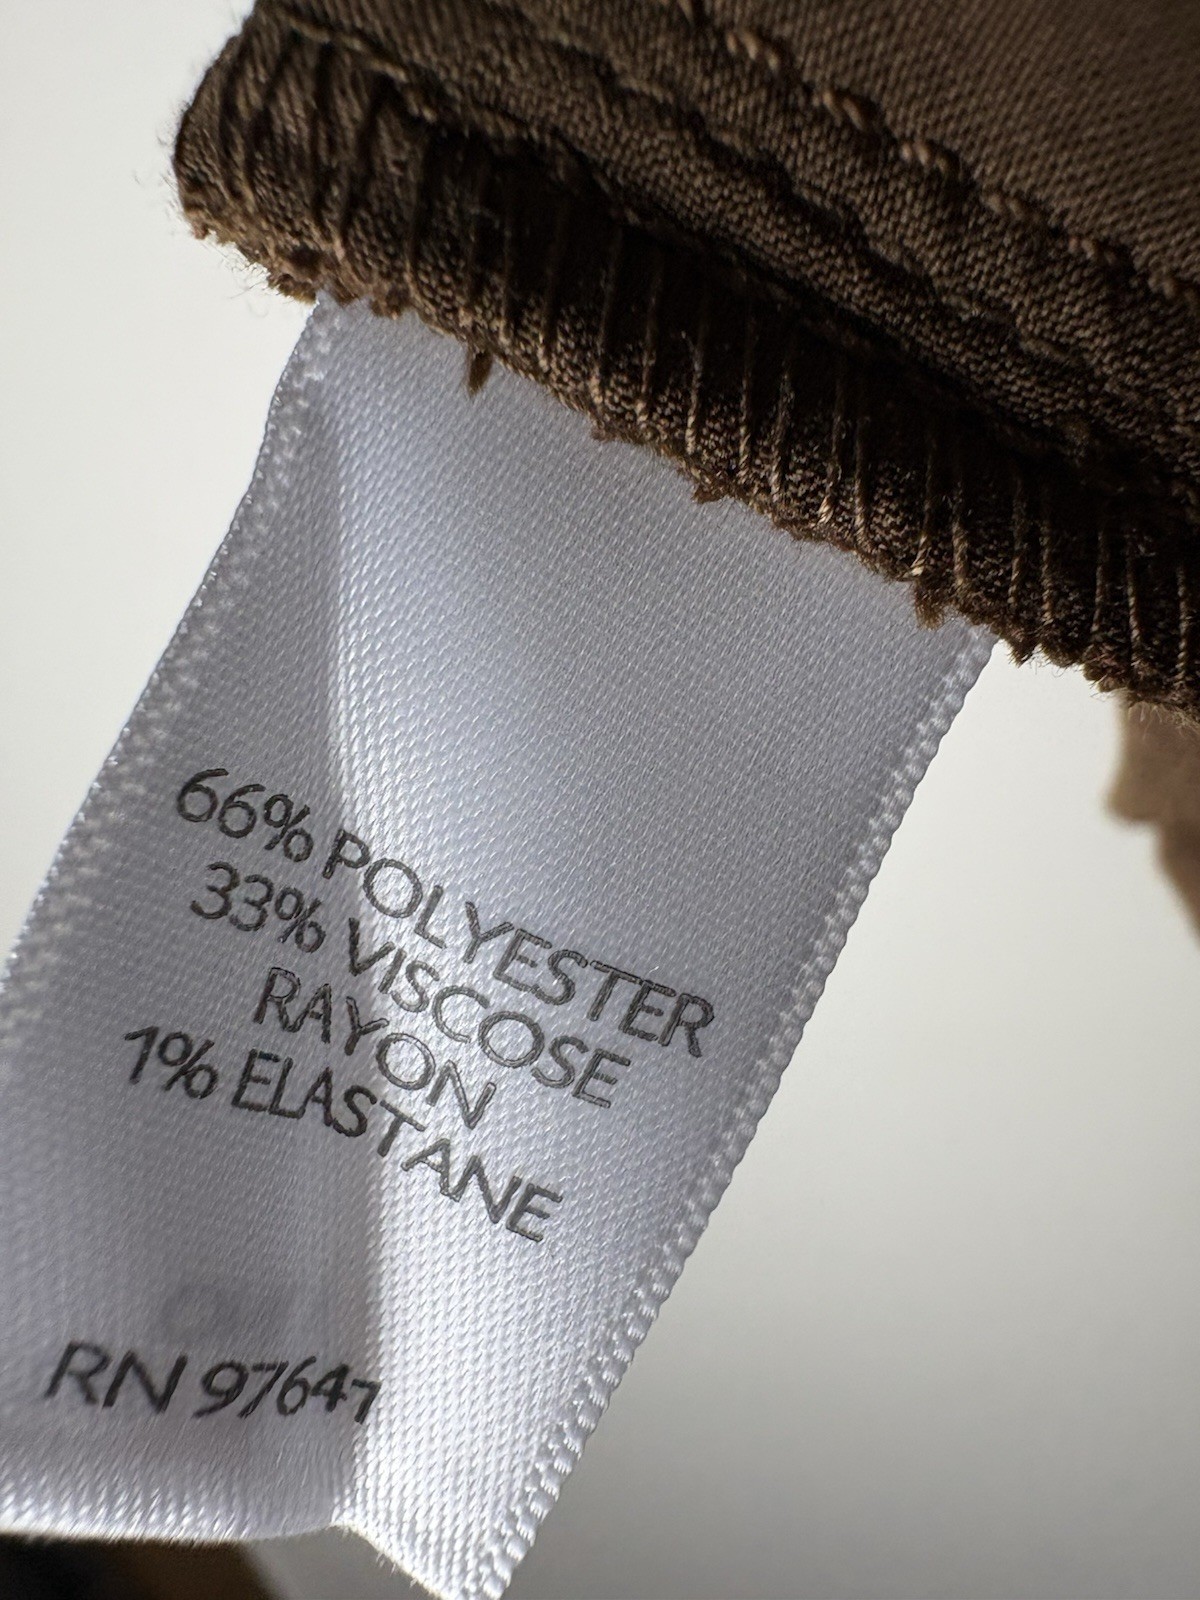 66% POLYESTER
33% VISCOSE
RAYON
1% ELASTANE
RN 97647